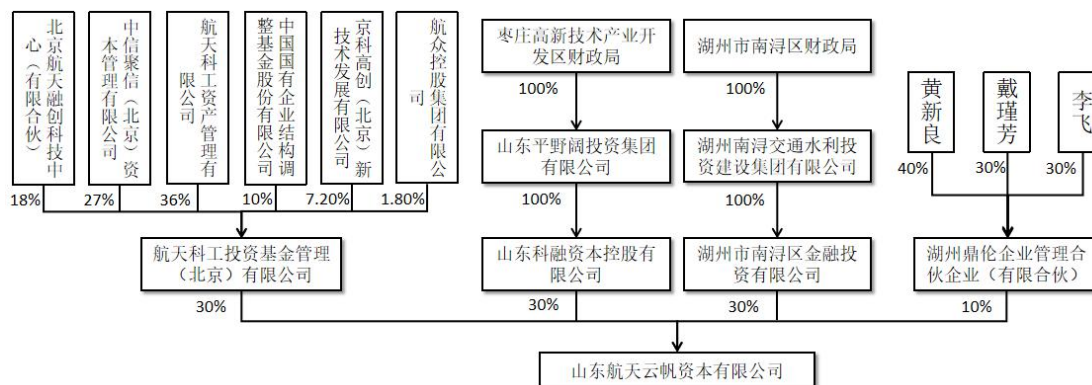 北京航天融创科技中
心（有限合伙）
中信聚信（北京）资
本管理有限公司
航天科工资产管理有
限公司
中国国有企业结构调
整基金股份有限公司
京科高创（北京）新
技术发展有限公司
航众控股集团有限公
司
枣庄高新技术产业开
发区财政局
湖州市南浔区财政局
黄新良
戴瑾芳
李飞
100%
100%
山东平野阔投资集团
有限公司
湖州南浔交通水利投
资建设集团有限公司
18%
27%
36%
10%
7.20%
1.80%
100%
100%
40%
30%
30%
航天科工投资基金管理
（北京）有限公司
山东科融资本控股有
限公司
湖州市南浔区金融投
资有限公司
湖州鼎伦企业管理合
伙企业（有限合伙）
30%
30%
30%
10%
山东航天云帆资本有限公司